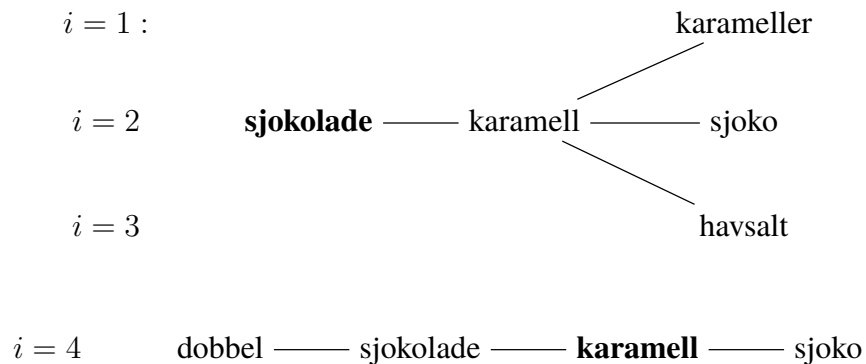 i = 1 : karameller
i = 2 sjokolade karamell sjoko
i = 3 havsalt
i = 4 dobbel sjokolade karamell sjoko